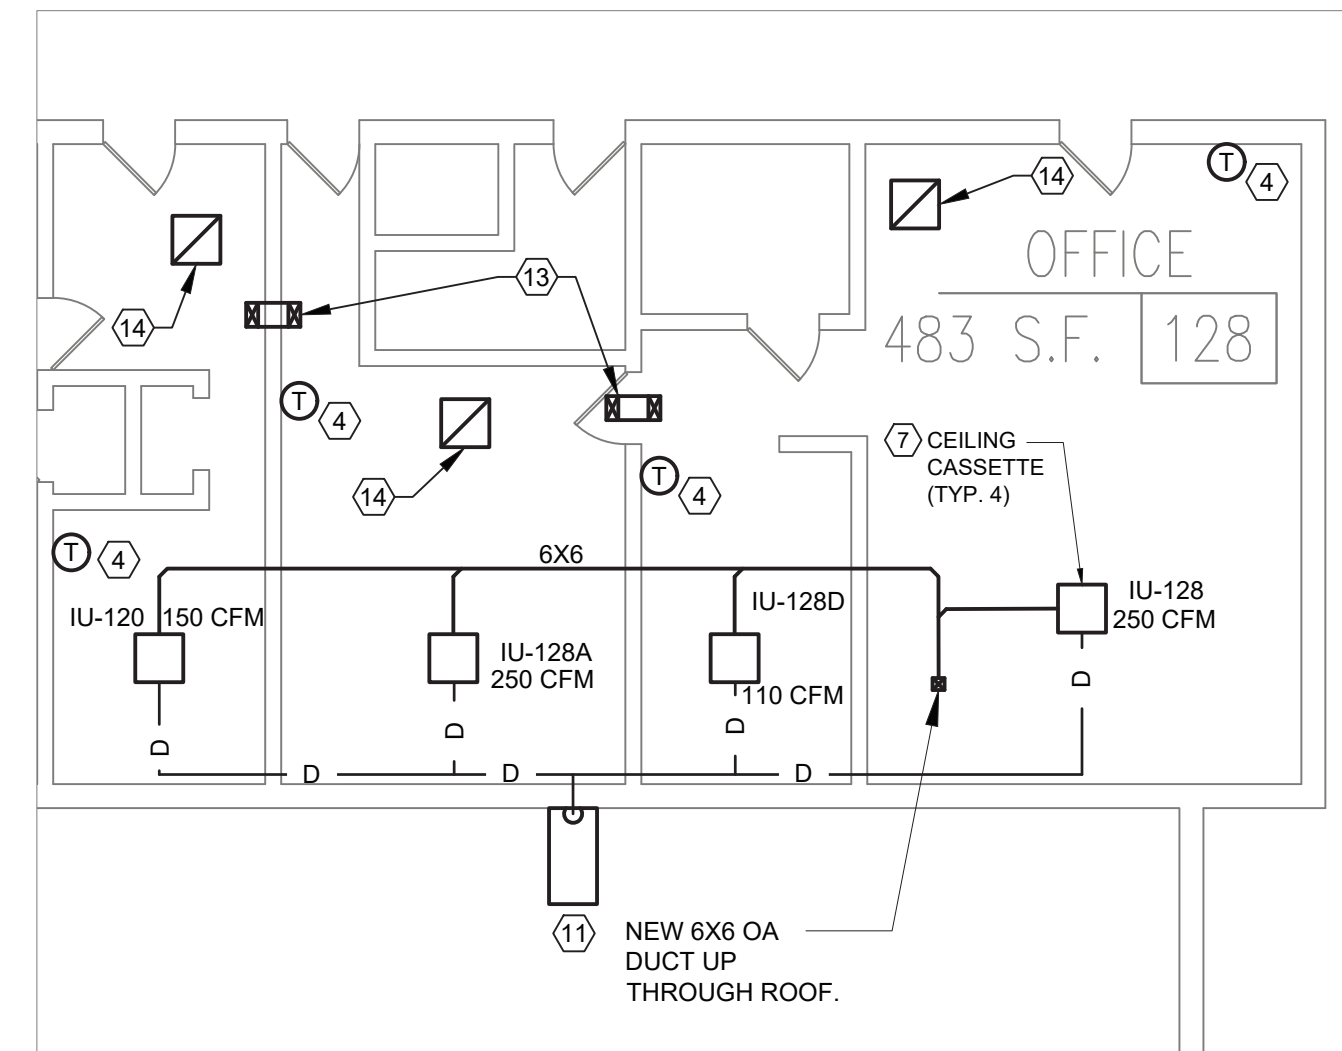 T
4
14
OFFICE
13
14
483 S.F. 128
T
4
7 CEILING
CASSETTE
(TYP. 4)
T
4
14
T
4
6X6
IU-120 150 CFM
IU-128A
250 CFM
IU-128D
110 CFM
IU-128
250 CFM
D
D
D
D
D
D
D
11
NEW 6X6 OA
DUCT UP
THROUGH ROOF.